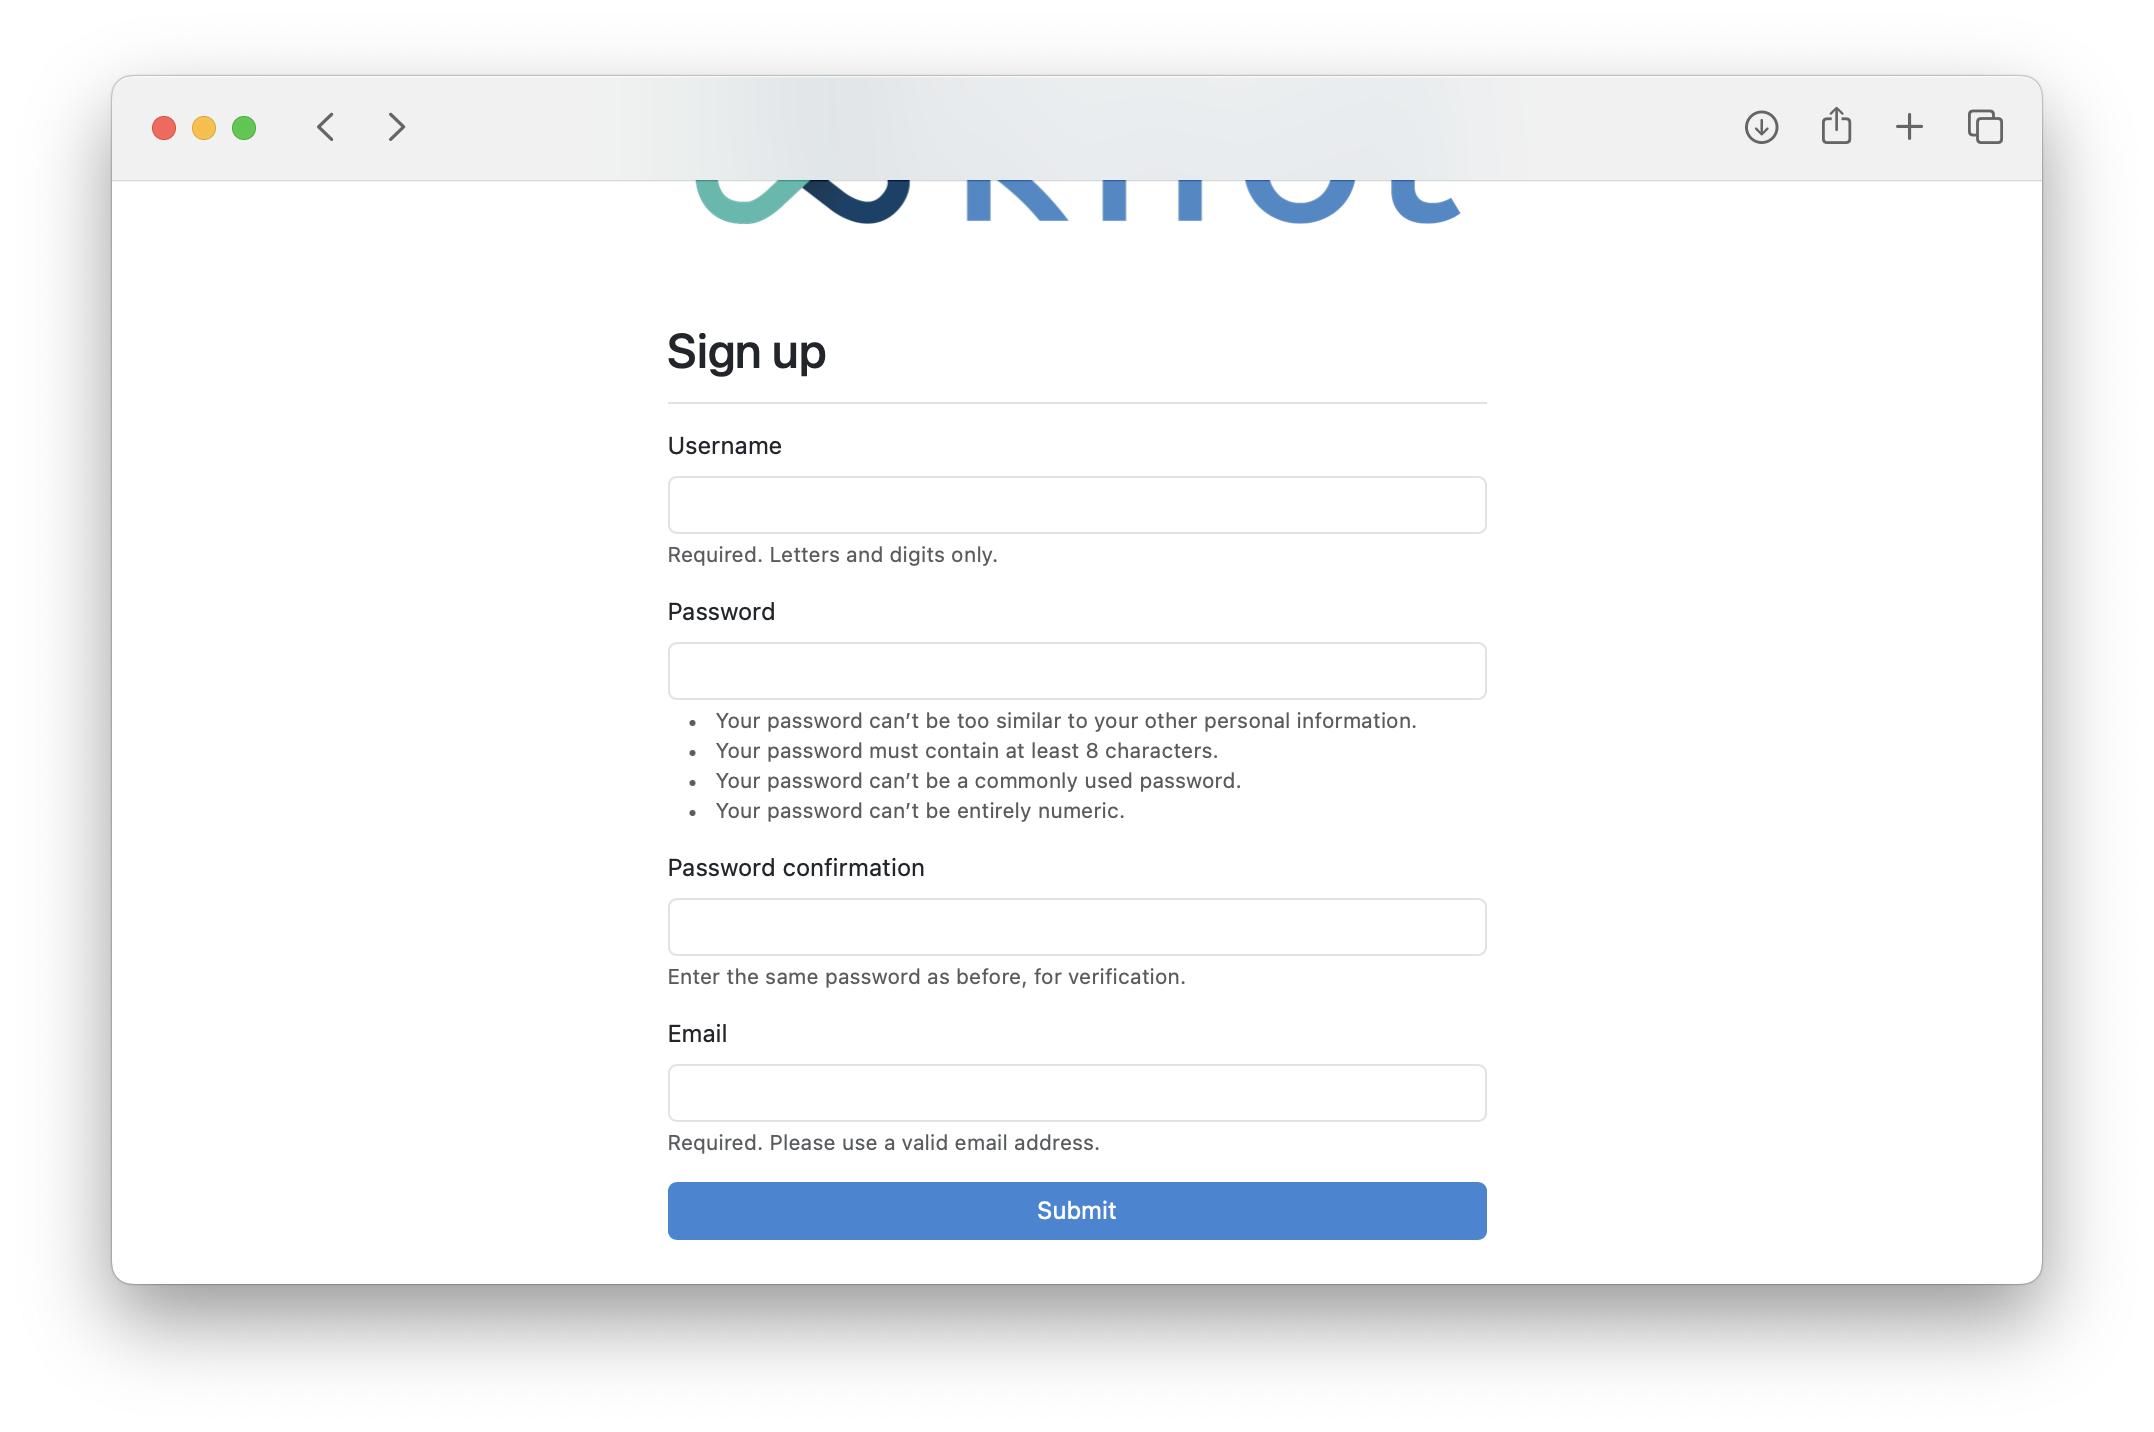 knot
Sign up
Username
Required. Letters and digits only.
Password
• Your password can’t be too similar to your other personal information.
• Your password must contain at least 8 characters.
• Your password can’t be a commonly used password.
• Your password can’t be entirely numeric.
Password confirmation
Enter the same password as before, for verification.
Email
Required. Please use a valid email address.
Submit